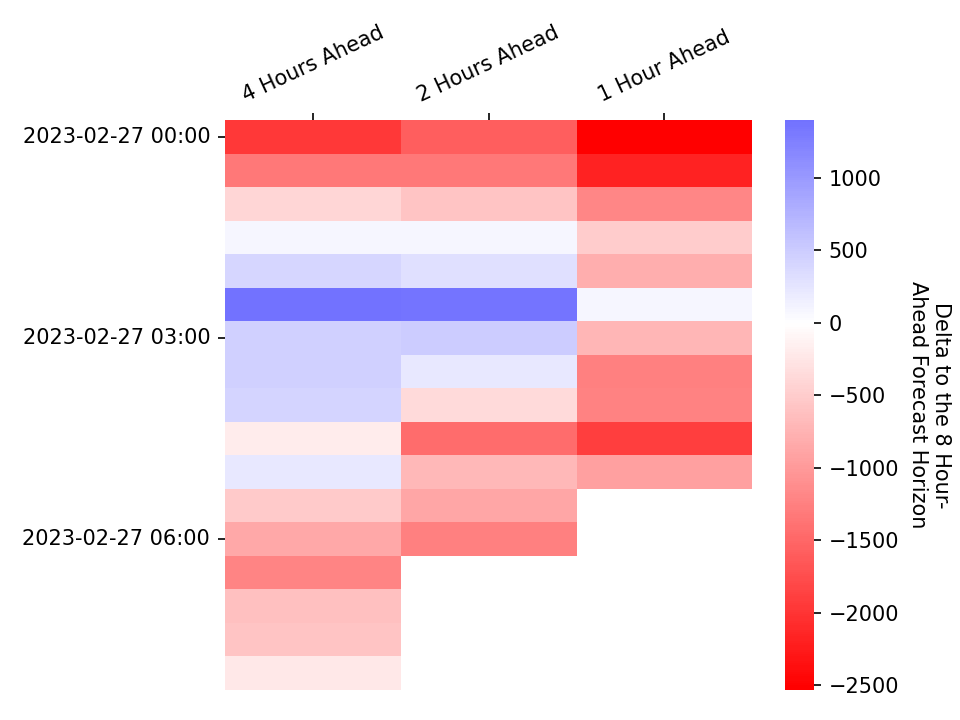 4 Hours Ahead
2 Hours Ahead
1 Hour Ahead
2023-02-27 00:00
2023-02-27 03:00
2023-02-27 06:00
1000
500
0
−500
−1000
−1500
−2000
−2500
Delta to the 8 Hour-
Ahead Forecast Horizon